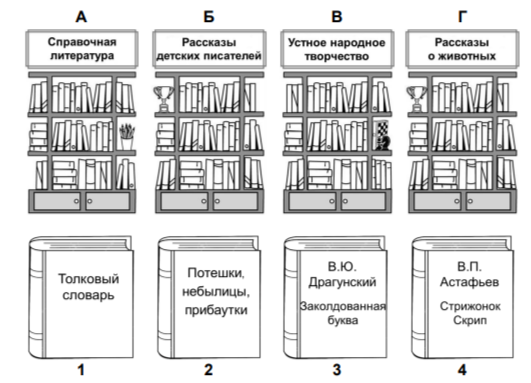 А Б В Г
Справочная
литература
Рассказы
детских писателей
Устное народное
творчество
Рассказы
о животных
Толковый
словарь
Потешки,
небылицы,
прибаутки
В.Ю.
Драгунский
Заколдованная
буква
В.П.
Астафьев
Стрижонок
Скрип
1 2 3 4